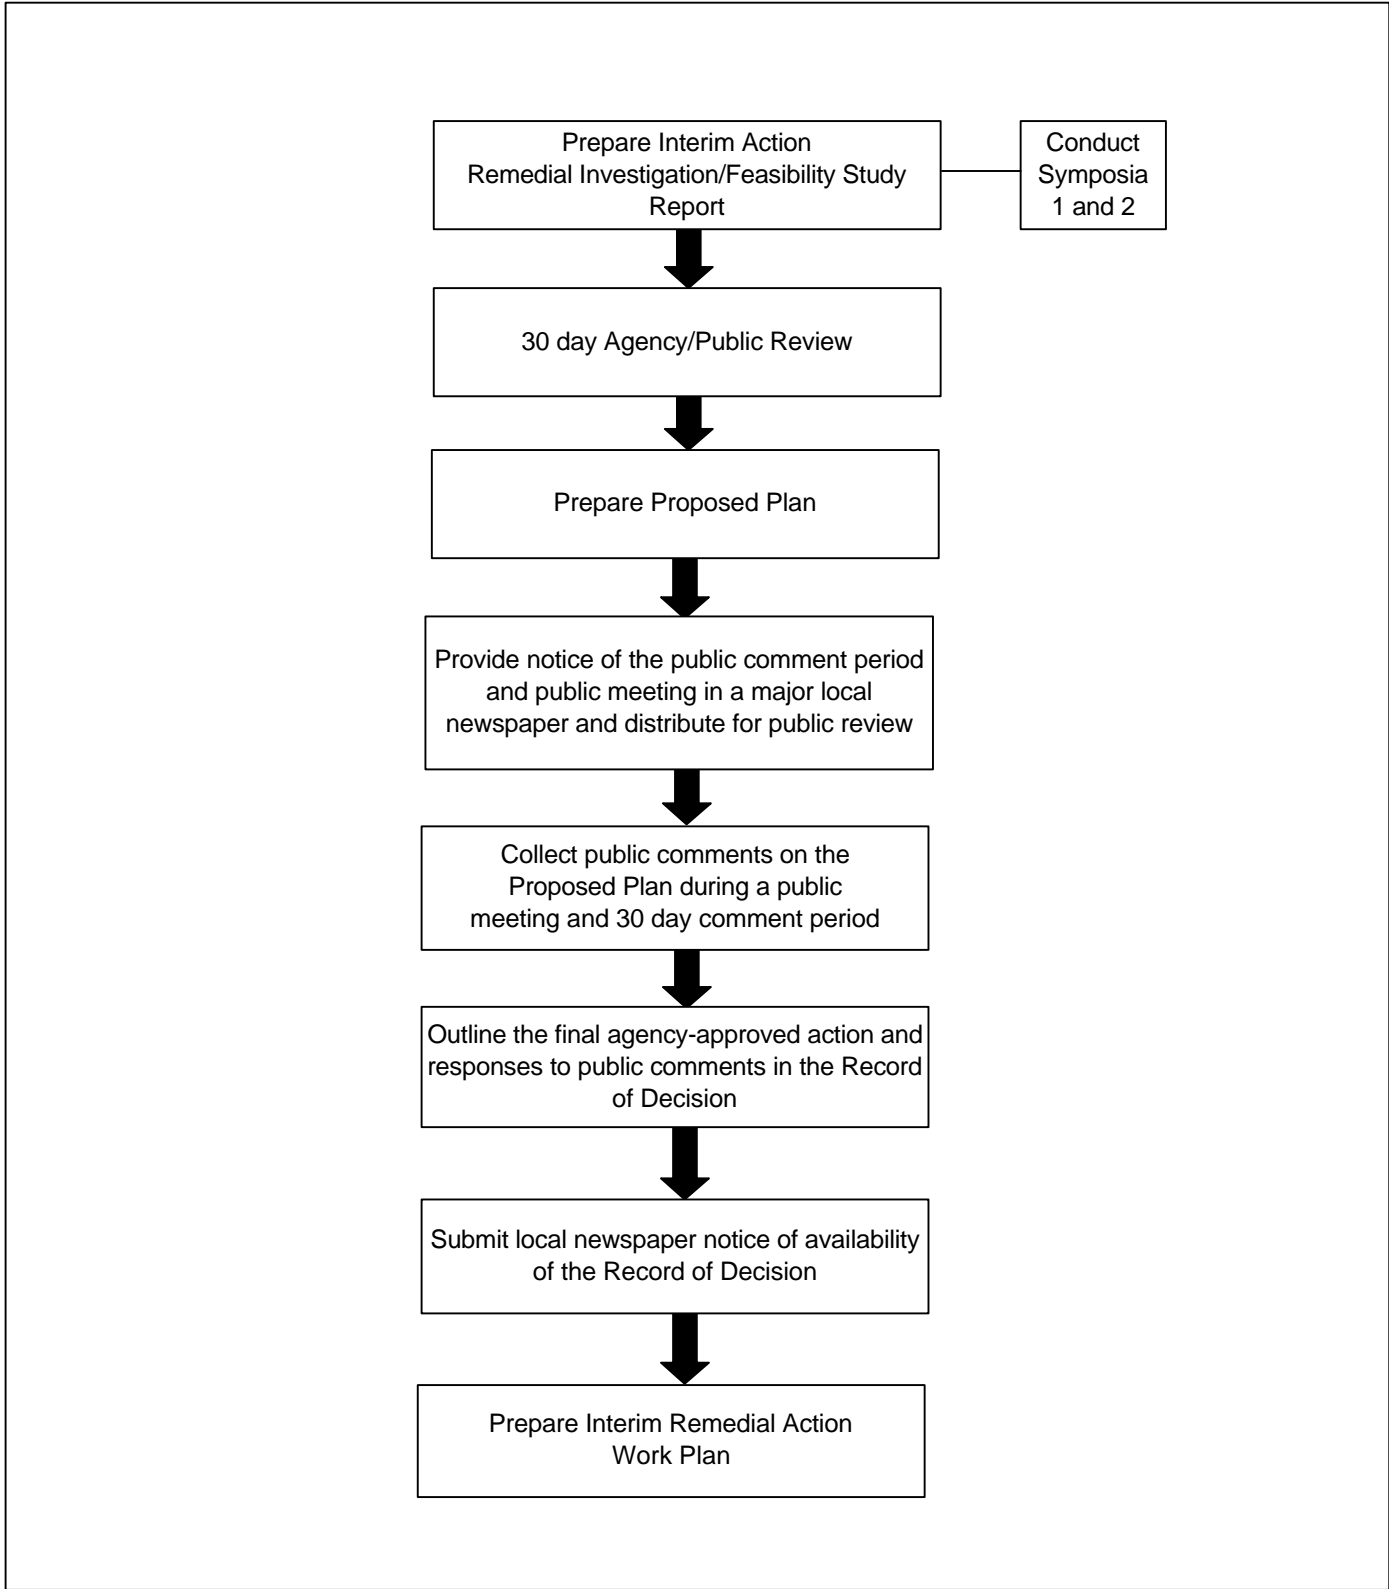 Prepare Interim Action
Remedial Investigation/Feasibility Study
Report
Conduct
Symposia
1 and 2
30 day Agency/Public Review
Prepare Proposed Plan
Provide notice of the public comment period
and public meeting in a major local
newspaper and distribute for public review
Collect public comments on the
Proposed Plan during a public
meeting and 30 day comment period
Outline the final agency-approved action and
responses to public comments in the Record
of Decision
Submit local newspaper notice of availability
of the Record of Decision
Prepare Interim Remedial Action
Work Plan